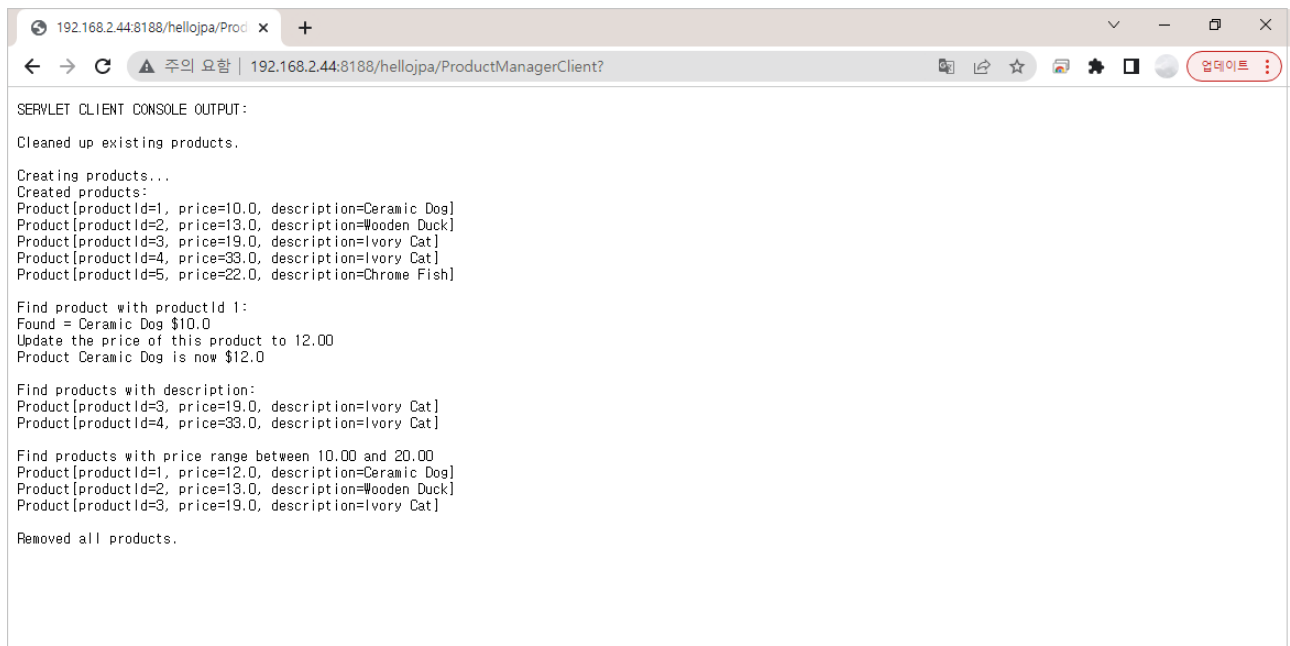 192.168.2.44:8188/hellojpa/Prod
주의 요함 | 192.168.2.44:8188/hellojpa/ProductManagerClient?
업데이트
SERVLET CLIENT CONSOLE OUTPUT:
Cleaned up existing products.
Creating products...
Created products:
Product[productId=1, price=10.0, description=Ceramic Dog]
Product[productId=2, price=13.0, description=Wooden Duck]
Product[productId=3, price=19.0, description=Ivory Cat]
Product[productId=4, price=33.0, description=Ivory Cat]
Product[productId=5, price=22.0, description=Chrome Fish]
Find product with productId 1:
Found = Ceramic Dog $10.0
Update the price of this product to 12.00
Product Ceramic Dog is now $12.0
Find products with description:
Product[productId=3, price=19.0, description=Ivory Cat]
Product[productId=4, price=33.0, description=Ivory Cat]
Find products with price range between 10.00 and 20.00
Product[productId=1, price=12.0, description=Ceramic Dog]
Product[productId=2, price=13.0, description=Wooden Duck]
Product[productId=3, price=19.0, description=Ivory Cat]
Removed all products.